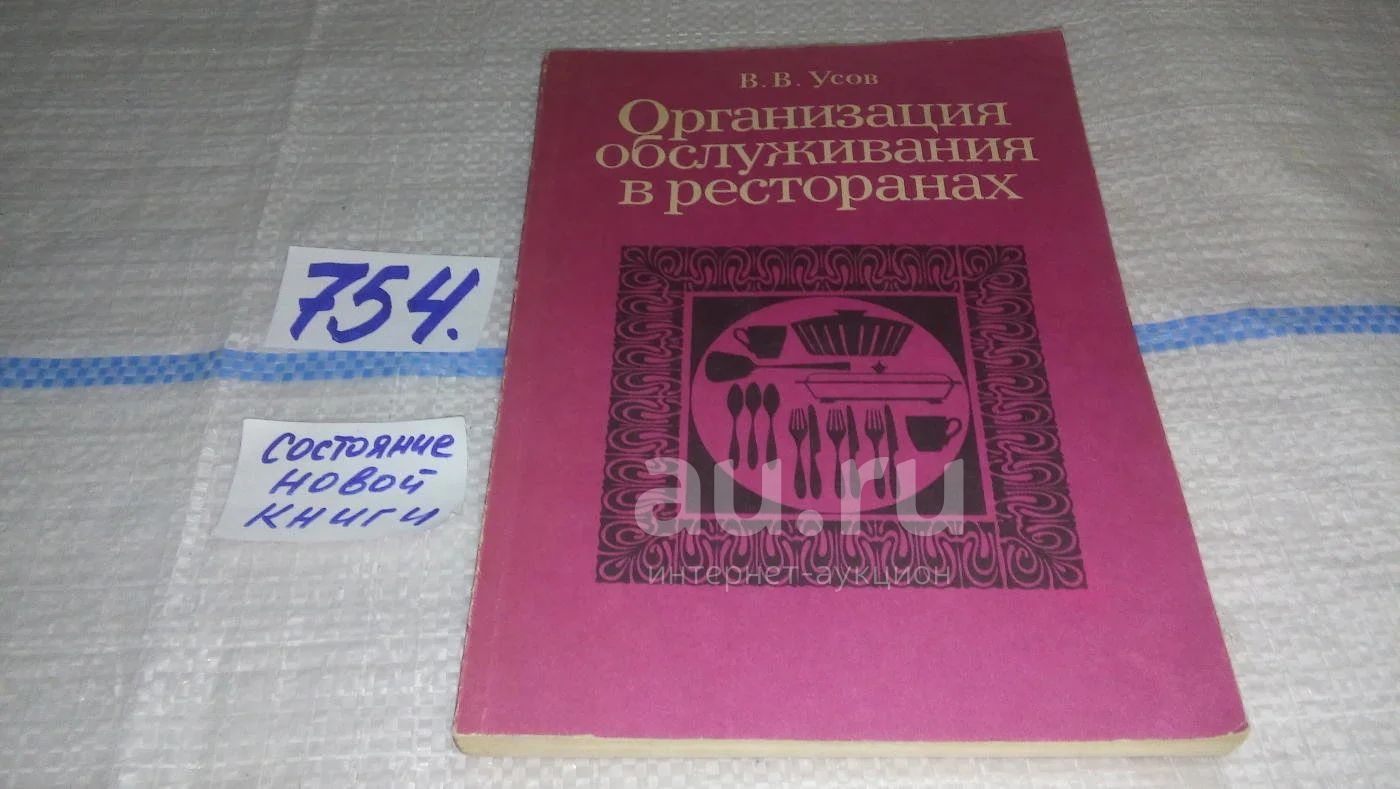 В. В. Усов
Организация
обслуживания
в ресторанах
754.
состояние
новой
книги
au.ru
интернет-аукцион